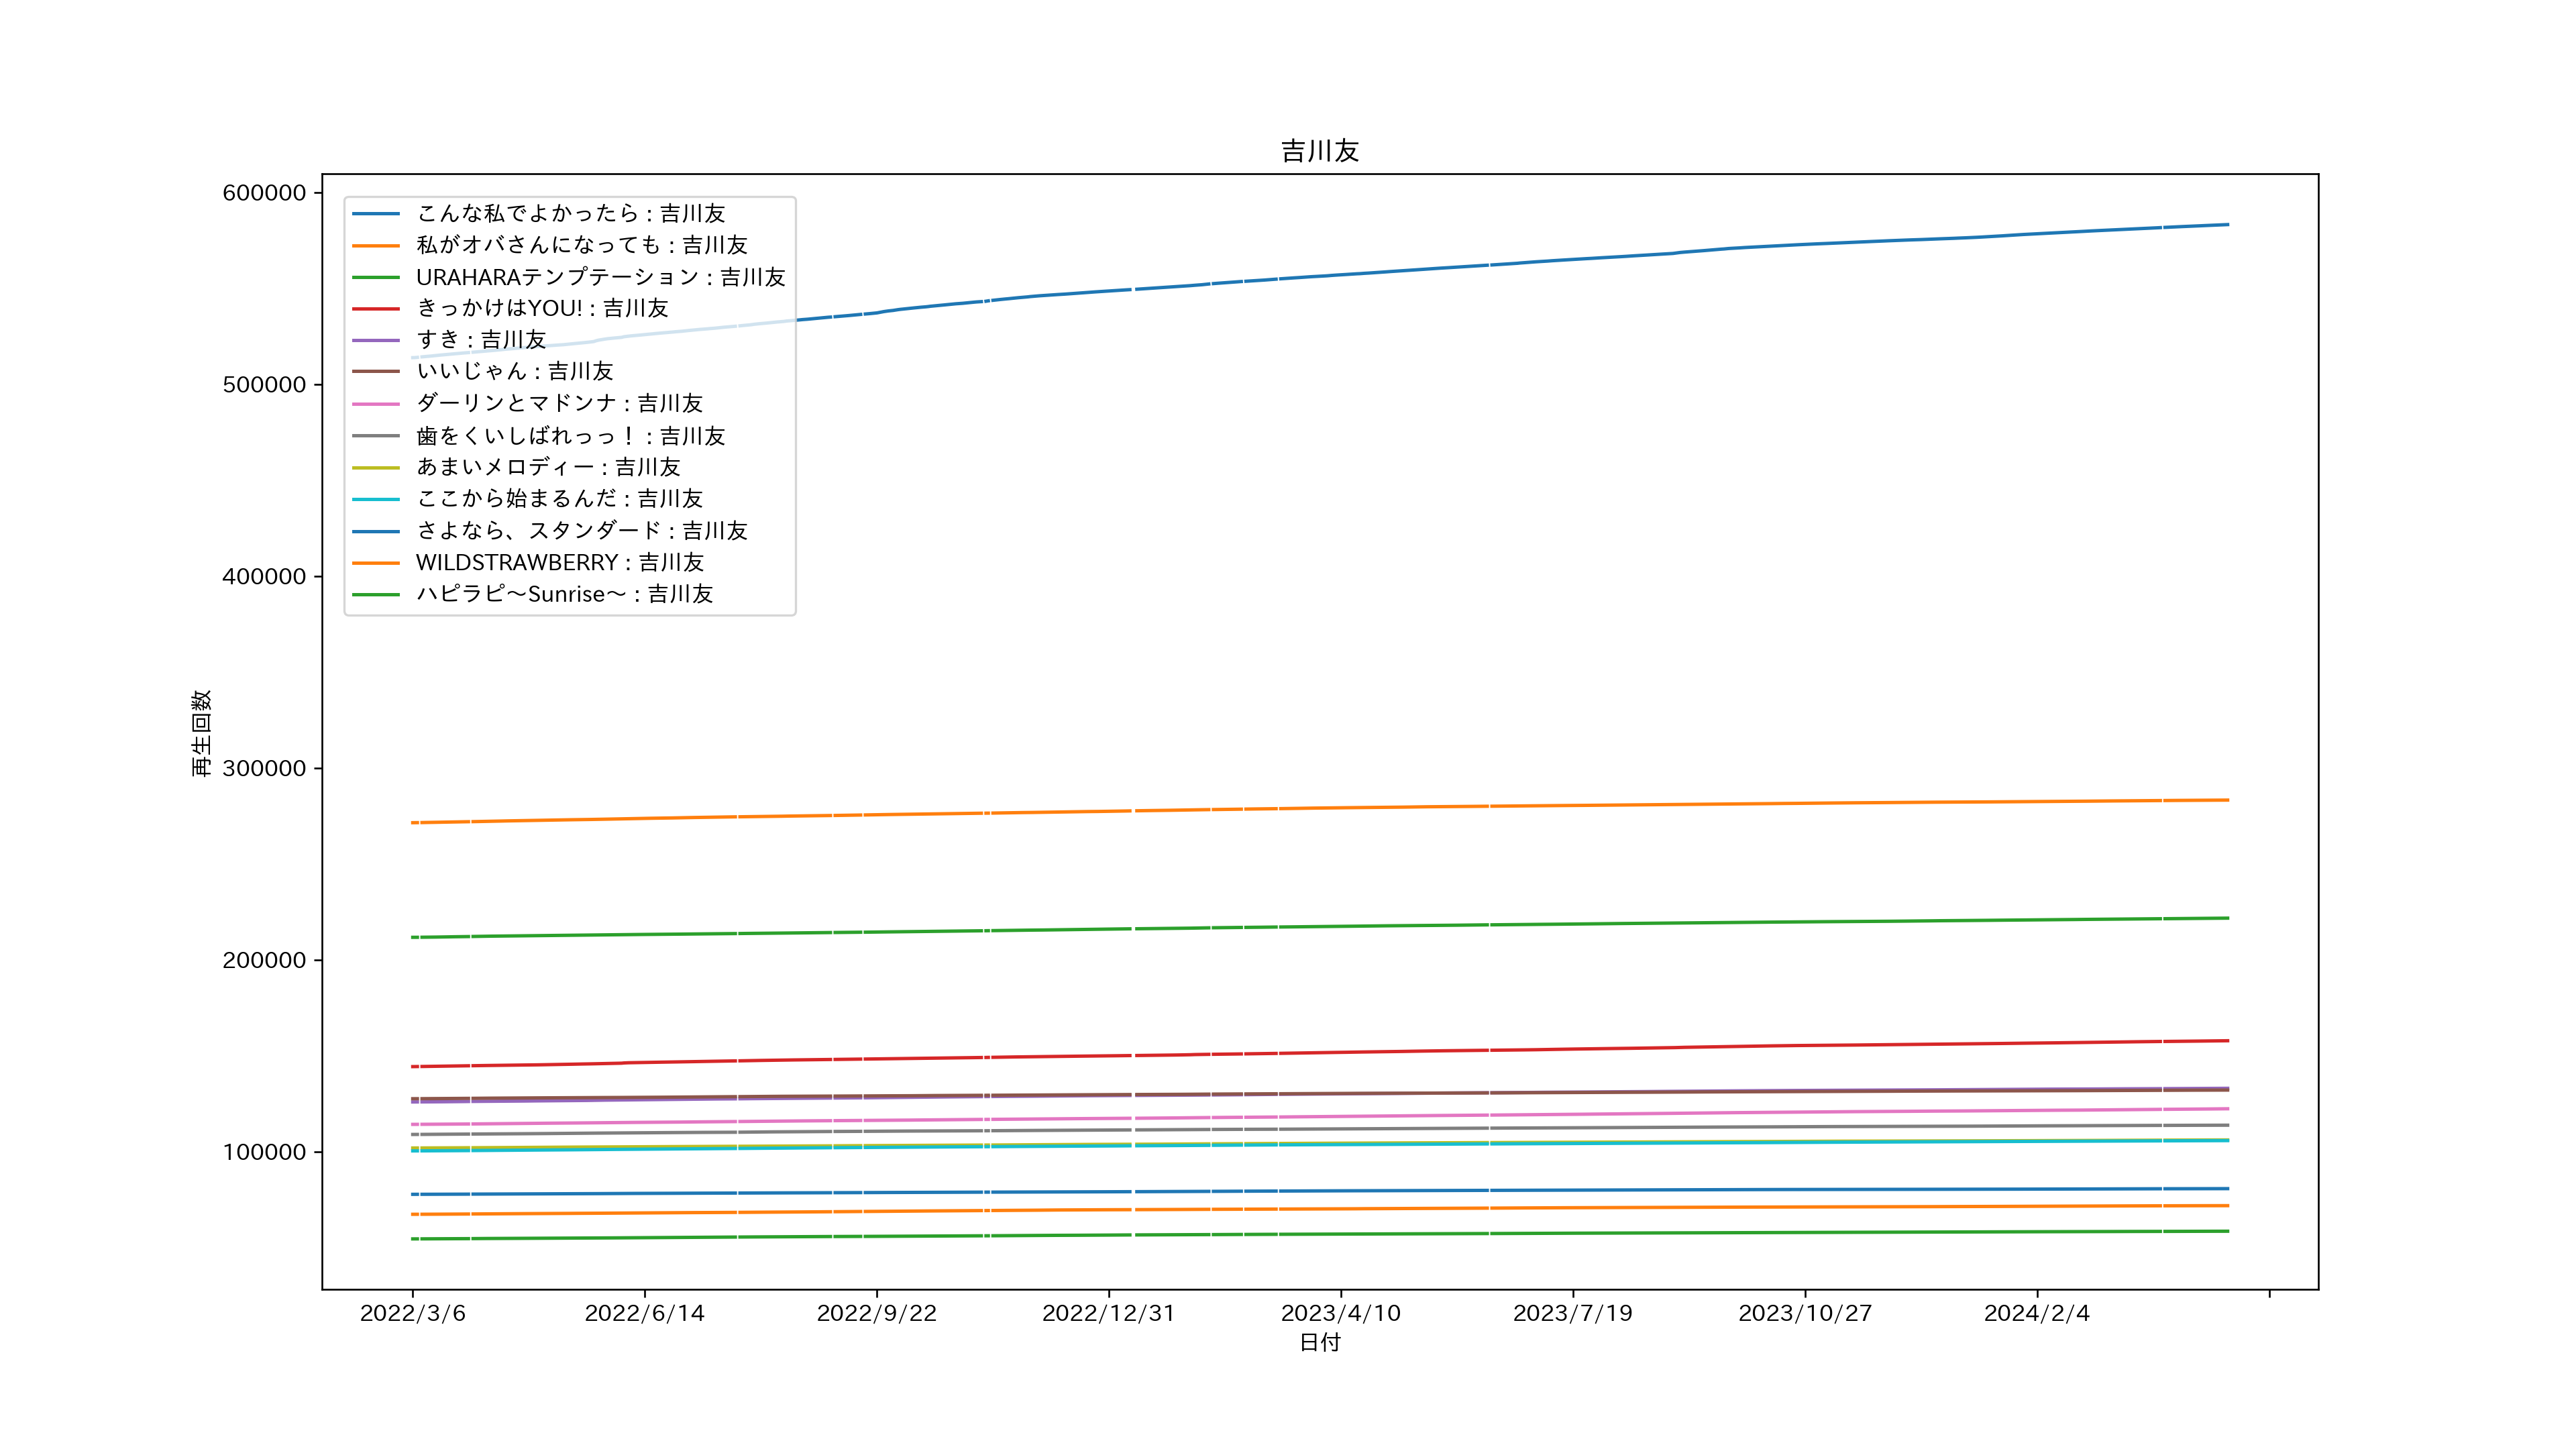 吉川友
600000
500000
400000
300000
200000
100000
再生回数
こんな私でよかったら : 吉川友
私がオバさんになっても : 吉川友
URAHARAテンプテーション : 吉川友
きっかけはYOU! : 吉川友
すき : 吉川友
いいじゃん : 吉川友
ダーリンとマドンナ : 吉川友
歯をくいしばれっっ！ : 吉川友
あまいメロディー : 吉川友
ここから始まるんだ : 吉川友
さよなら、スタンダード : 吉川友
WILDSTRAWBERRY : 吉川友
ハピラピ～Sunrise～ : 吉川友
2022/3/6 2022/6/14 2022/9/22 2022/12/31 2023/4/10 2023/7/19 2023/10/27 2024/2/4
日付